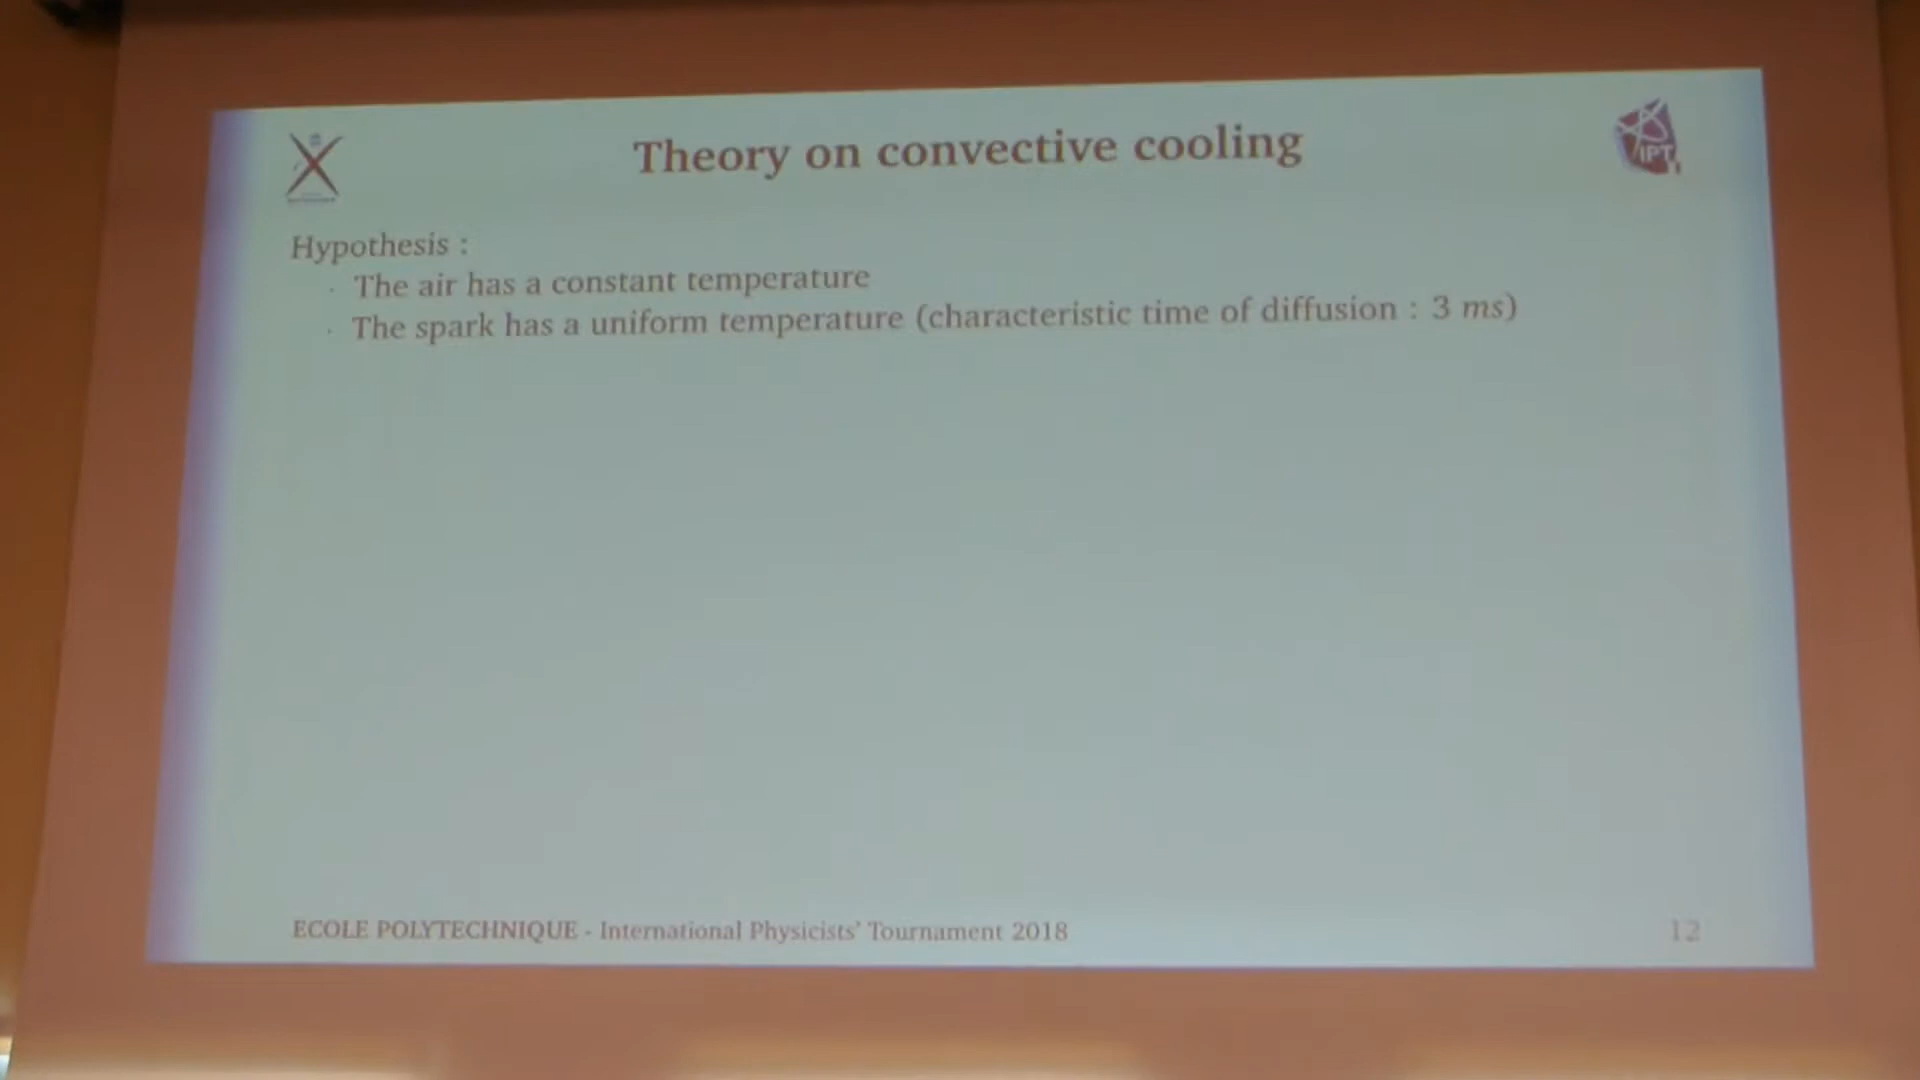 Theory on convective cooling
IPT
Hypothesis :
· The air has a constant temperature
· The spark has a uniform temperature (characteristic time of diffusion : 3 ms)
ECOLE POLYTECHNIQUE - International Physicists' Tournament 2018
12